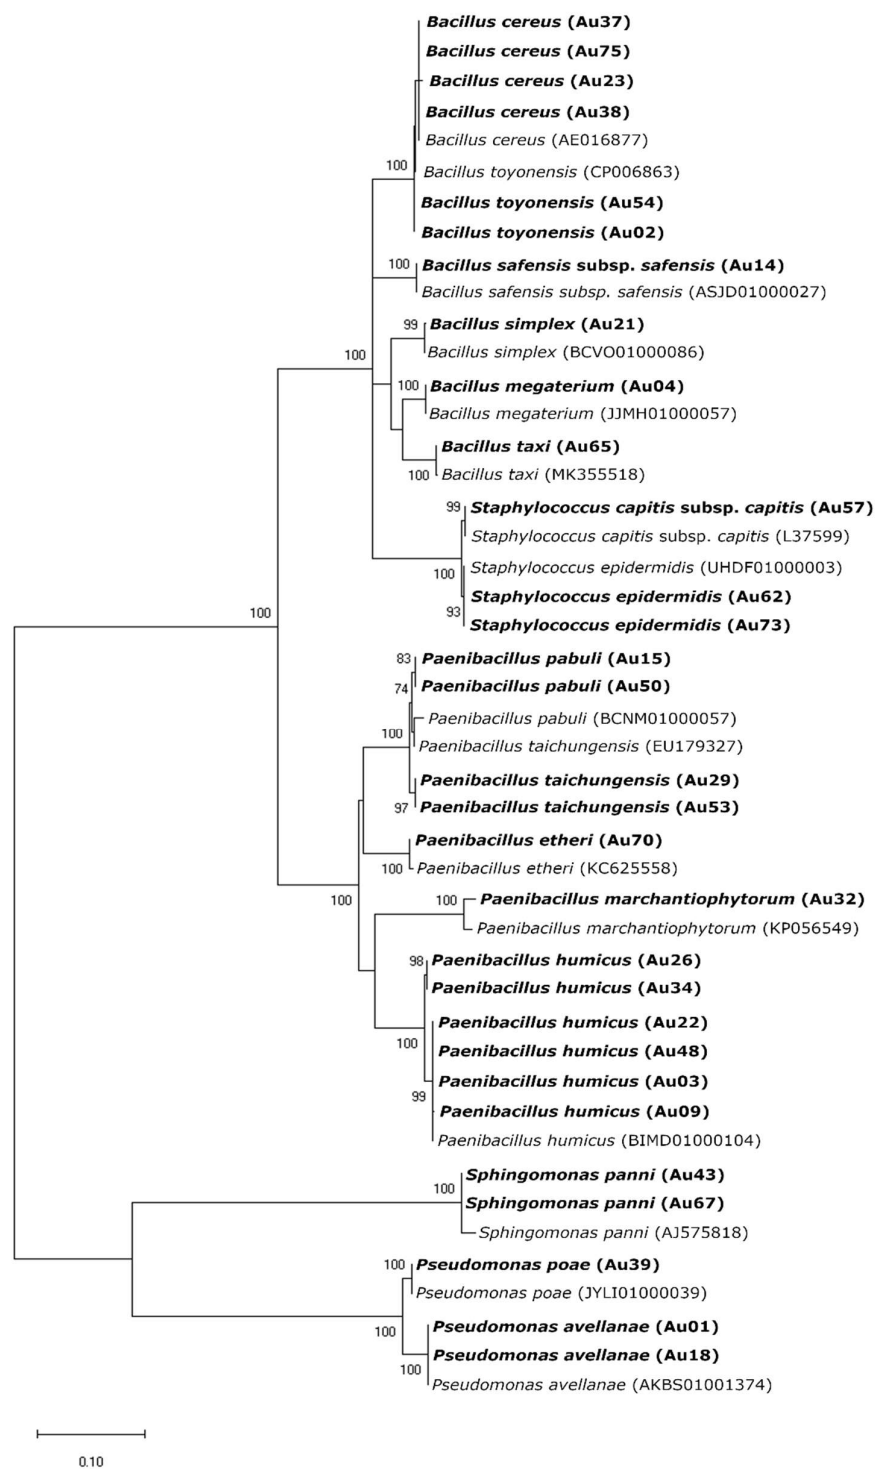 Bacillus cereus (Au37)
Bacillus cereus (Au75)
Bacillus cereus (Au23)
Bacillus cereus (Au38)
Bacillus cereus (AE016877)
100
Bacillus toyonensis (CP006863)
Bacillus toyonensis (Au54)
Bacillus toyonensis (Au02)
100
Bacillus safensis subsp. safensis (Au14)
Bacillus safensis subsp. safensis (ASJD01000027)
99
Bacillus simplex (Au21)
Bacillus simplex (BCVO01000086)
100
100
Bacillus megaterium (Au04)
Bacillus megaterium (JJMH01000057)
Bacillus taxi (Au65)
100
Bacillus taxi (MK355518)
99
Staphylococcus capitis subsp. capitis (Au57)
Staphylococcus capitis subsp. capitis (L37599)
100
Staphylococcus epidermidis (UHDF01000003)
Staphylococcus epidermidis (Au62)
93
Staphylococcus epidermidis (Au73)
100
83
Paenibacillus pabuli (Au15)
74
Paenibacillus pabuli (Au50)
Paenibacillus pabuli (BCNM01000057)
100
Paenibacillus taichungensis (EU179327)
Paenibacillus taichungensis (Au29)
97
Paenibacillus taichungensis (Au53)
Paenibacillus etheri (Au70)
100
Paenibacillus etheri (KC625558)
100
100
Paenibacillus marchantiophytorum (Au32)
Paenibacillus marchantiophytorum (KP056549)
98
Paenibacillus humicus (Au26)
Paenibacillus humicus (Au34)
Paenibacillus humicus (Au22)
100
Paenibacillus humicus (Au48)
Paenibacillus humicus (Au03)
99
Paenibacillus humicus (Au09)
Paenibacillus humicus (BIMD01000104)
Sphingomonas panni (Au43)
100
Sphingomonas panni (Au67)
Sphingomonas panni (AJ575818)
100
Pseudomonas poae (Au39)
Pseudomonas poae (JYLI01000039)
100
Pseudomonas avellanae (Au01)
Pseudomonas avellanae (Au18)
100
Pseudomonas avellanae (AKBS01001374)
0.10